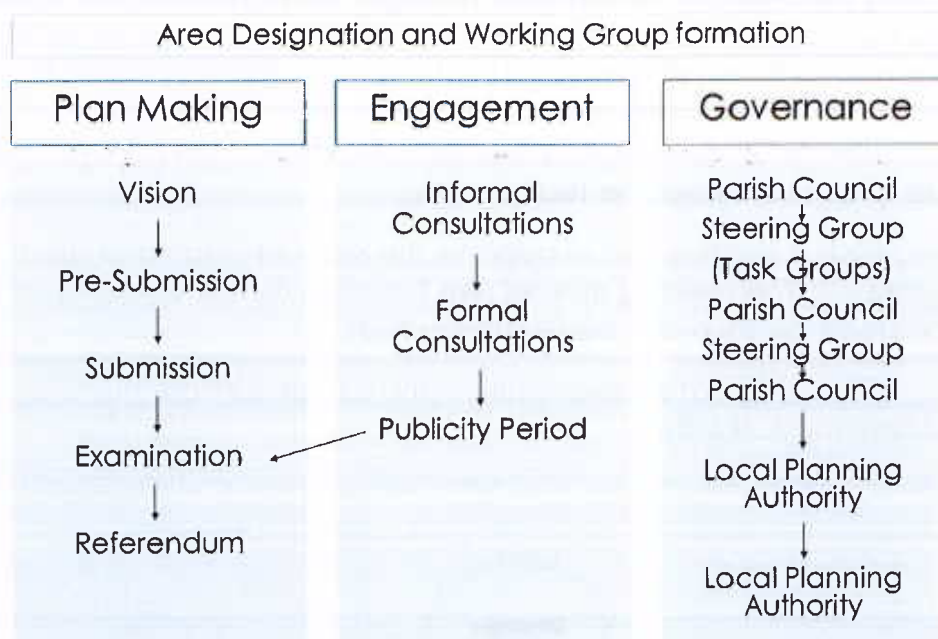 Area Designation and Working Group formation
Plan Making
Vision
Pre-Submission
Submission
Examination
Referendum
Engagement
Informal
Consultations
Formal
Consultations
Publicity Period
Governance
Parish Council
Steering Group
(Task Groups)
Parish Council
Steering Group
Parish Council
Local Planning
Authority
Local Planning
Authority